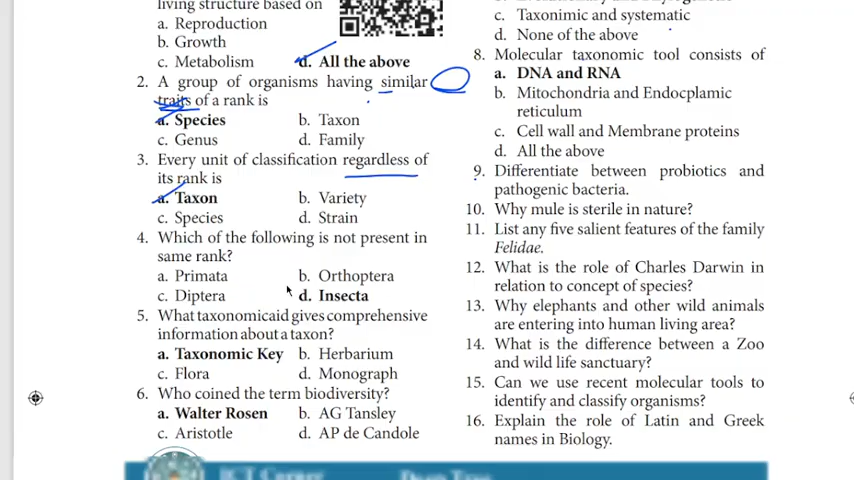 living structure based on
a. Reproduction
b. Growth
c. Metabolism d. All the above
2. A group of organisms having similar
traits of a rank is
a. Species b. Taxon
c. Genus d. Family
3. Every unit of classification regardless of
its rank is
a. Taxon b. Variety
c. Species d. Strain
4. Which of the following is not present in
same rank?
a. Primata b. Orthoptera
c. Diptera d. Insecta
5. What taxonomicaid gives comprehensive
information about a taxon?
a. Taxonomic Key b. Herbarium
c. Flora d. Monograph
6. Who coined the term biodiversity?
a. Walter Rosen b. AG Tansley
c. Aristotle d. AP de Candole
c. Taxonimic and systematic
d. None of the above
8. Molecular taxonomic tool consists of
a. DNA and RNA
b. Mitochondria and Endocplamic
reticulum
c. Cell wall and Membrane proteins
d. All the above
9. Differentiate between probiotics and
pathogenic bacteria.
10. Why mule is sterile in nature?
11. List any five salient features of the family
Felidae.
12. What is the role of Charles Darwin in
relation to concept of species?
13. Why elephants and other wild animals
are entering into human living area?
14. What is the difference between a Zoo
and wild life sanctuary?
15. Can we use recent molecular tools to
identify and classify organisms?
16. Explain the role of Latin and Greek
names in Biology.